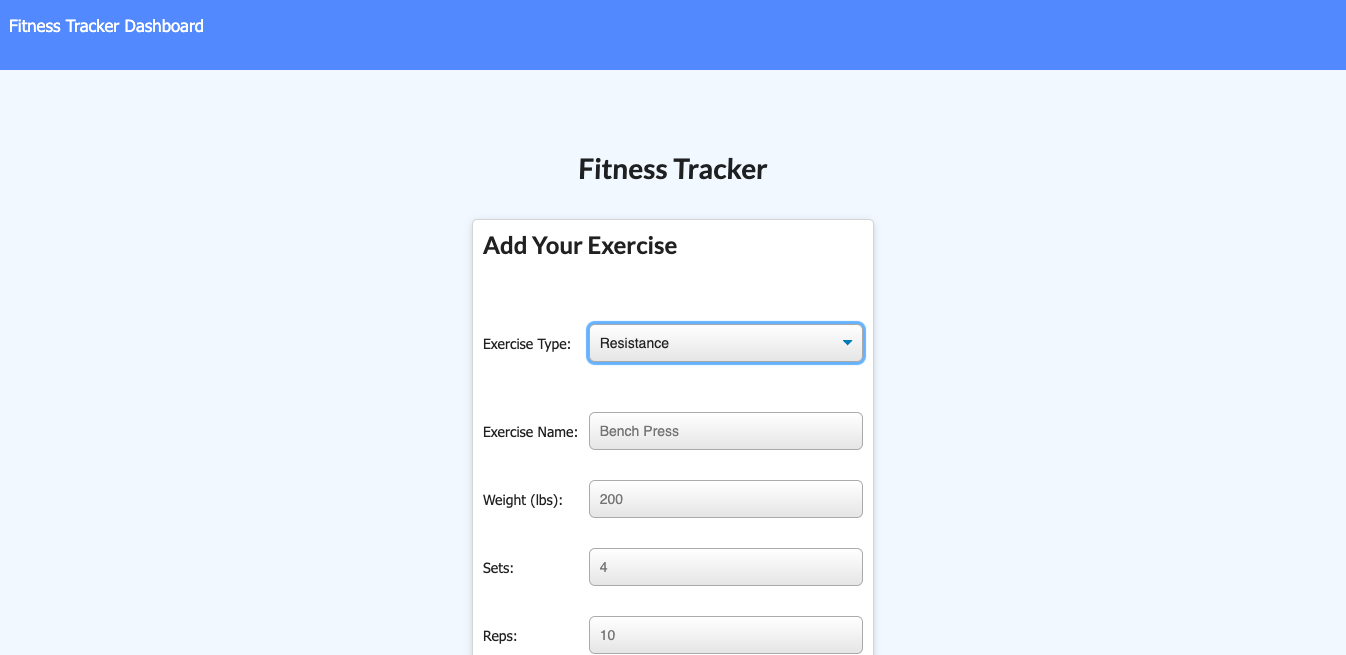 Fitness Tracker Dashboard
Fitness Tracker
Add Your Exercise
Exercise Type: Resistance
Exercise Name: Bench Press
Weight (lbs): 200
Sets: 4
Reps: 10